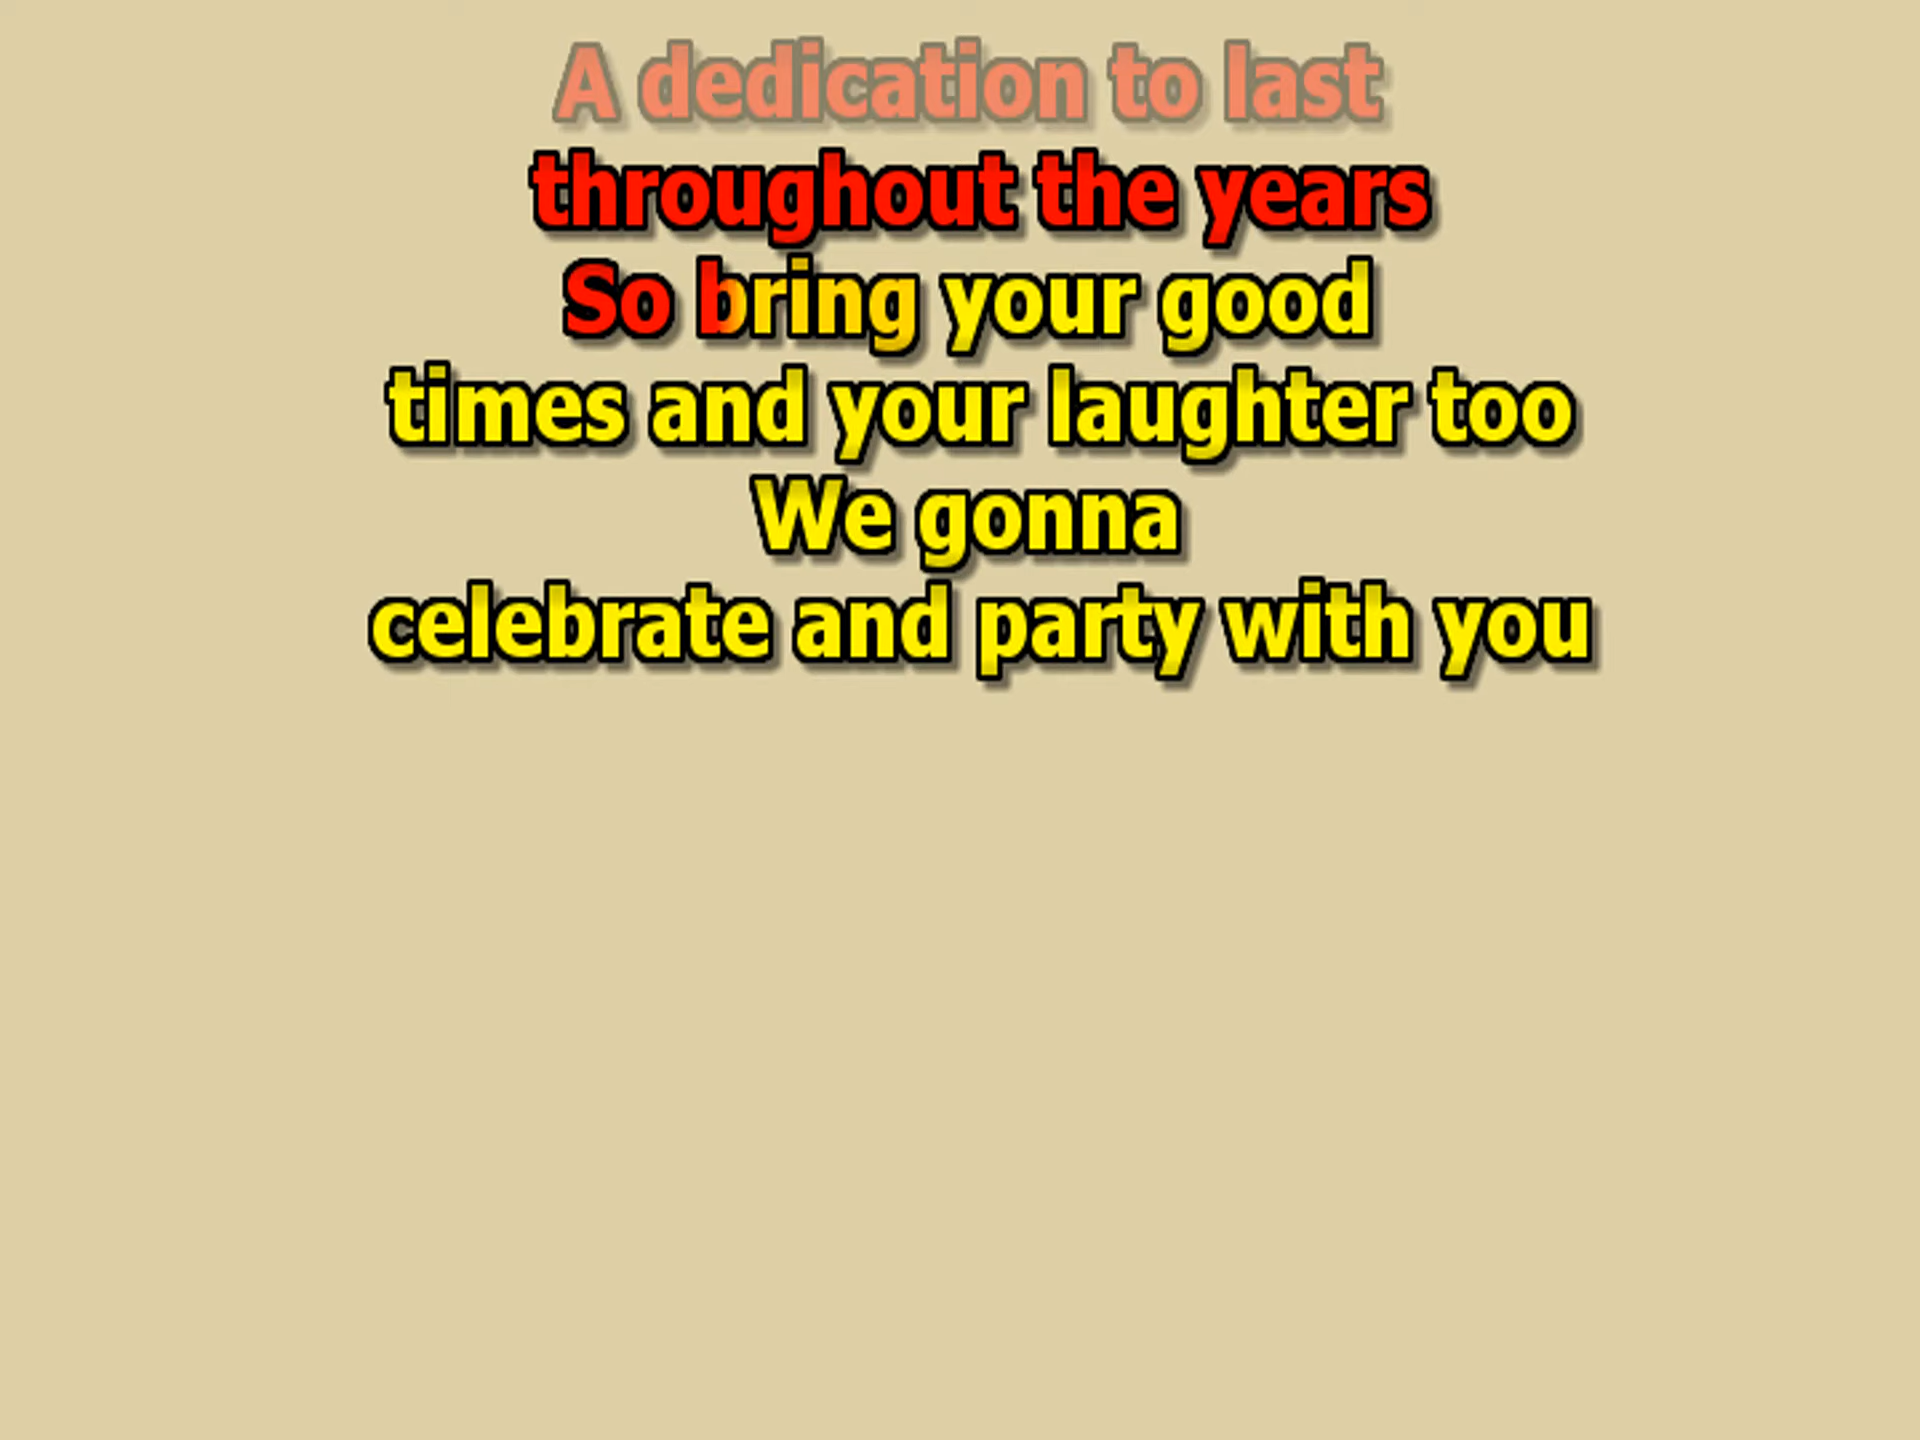 A dedication to last
throughout the years
So bring your good
times and your laughter too
We gonna
celebrate and party with you